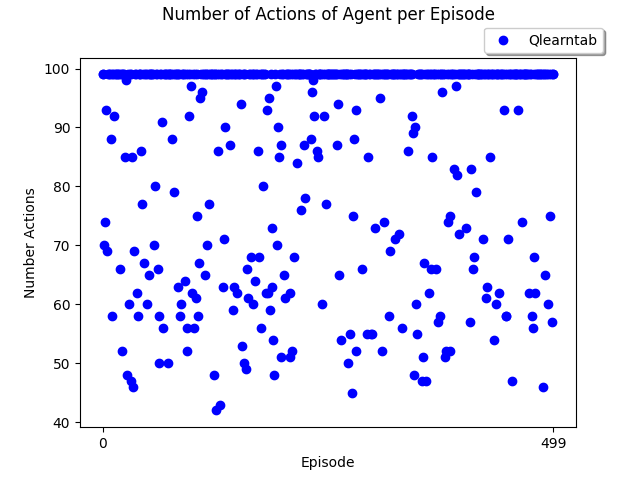 Number of Actions of Agent per Episode
Qlearntab
100
90
80
70
60
50
40
Number Actions
0
499
Episode